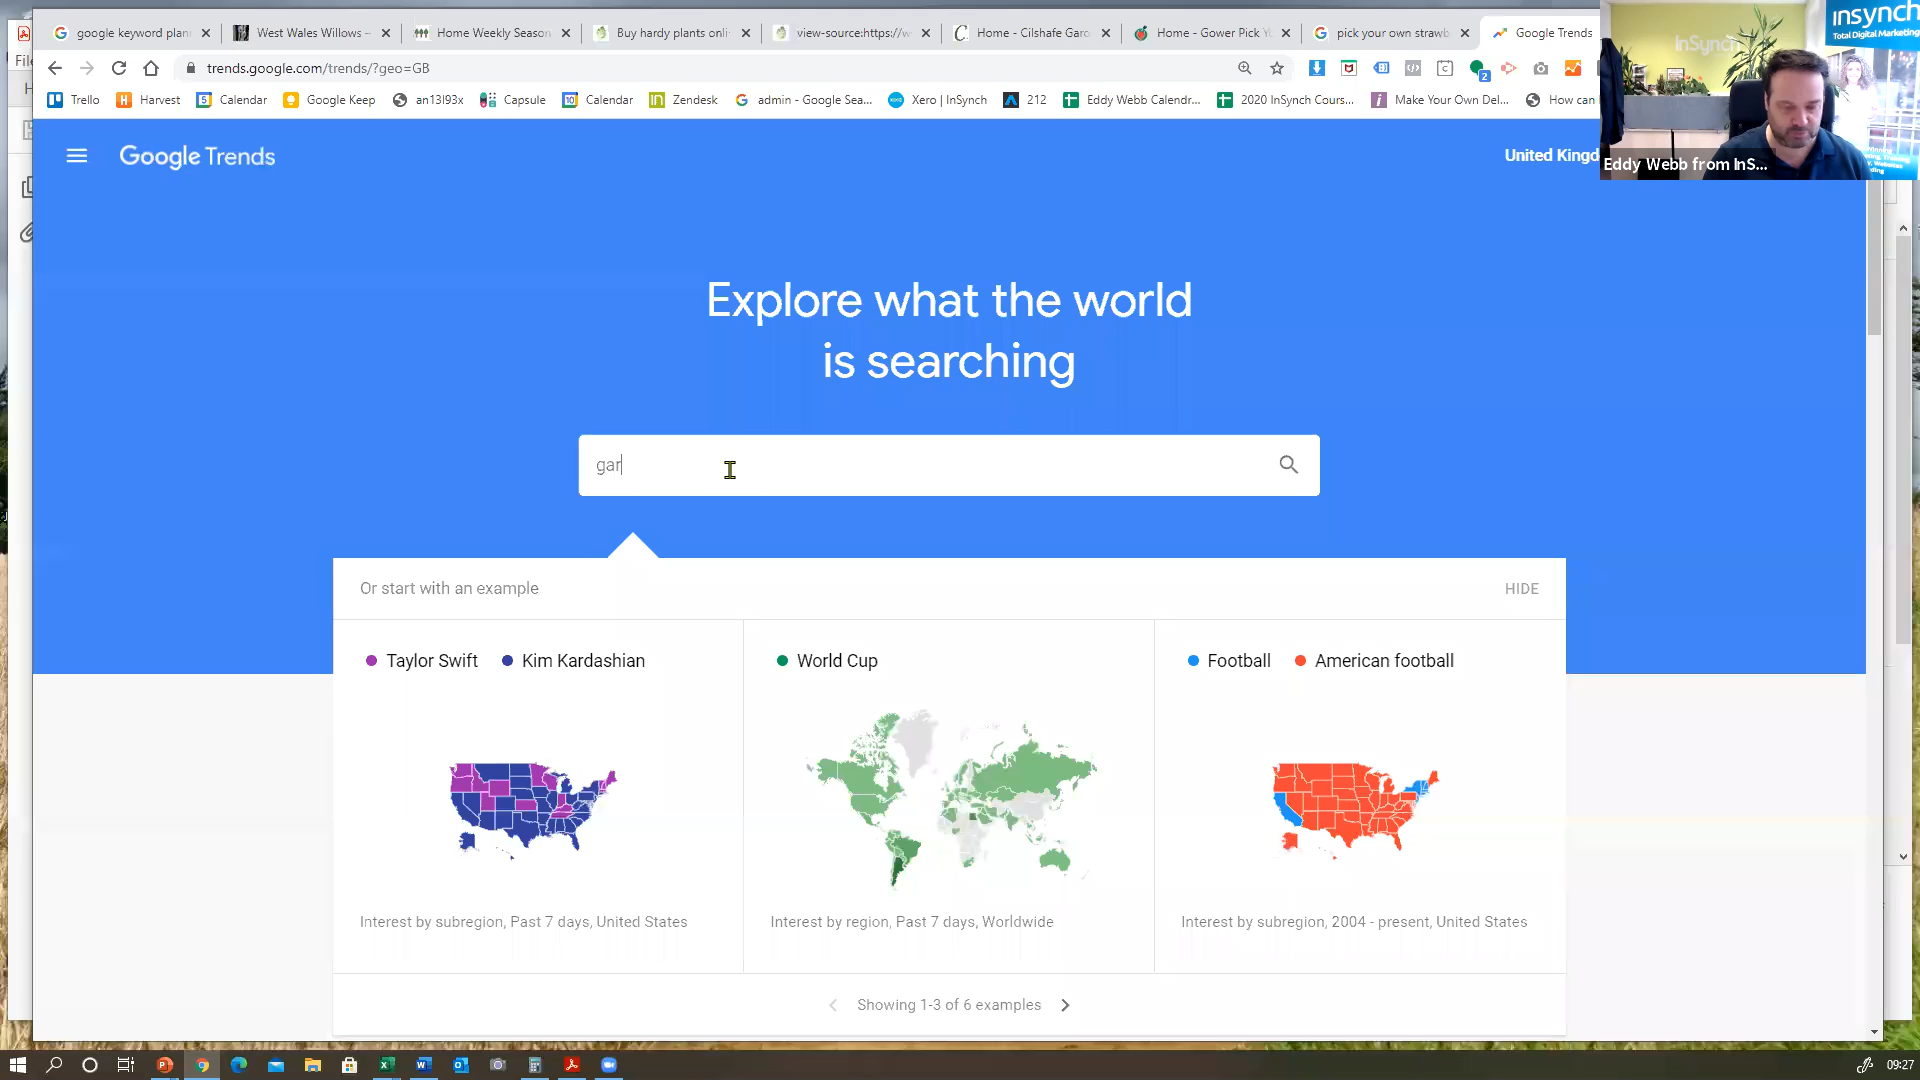 google keyword plan
West Wales Willows –
Home Weekly Season
Buy hardy plants onli
view-source:https://w
Home - Cilshafe Garo
Home - Gower Pick Y
pick your own strawb
Google Trends
trends.google.com/trends/?geo=GB
Trello
Harvest
Calendar
Google Keep
an13l93x
Capsule
Calendar
Zendesk
admin - Google Sea...
Xero | InSynch
212
Eddy Webb Calendr...
2020 InSynch Cours...
Make Your Own Del...
How can
insynch
Total Digital Marketing
InSynch
Eddy Webb from InS...
Google Trends
United Kingd
Explore what the world
is searching
gar
Or start with an example
HIDE
Taylor Swift
Kim Kardashian
World Cup
Football
American football
Interest by subregion, Past 7 days, United States
Interest by region, Past 7 days, Worldwide
Interest by subregion, 2004 - present, United States
Showing 1-3 of 6 examples
09:27